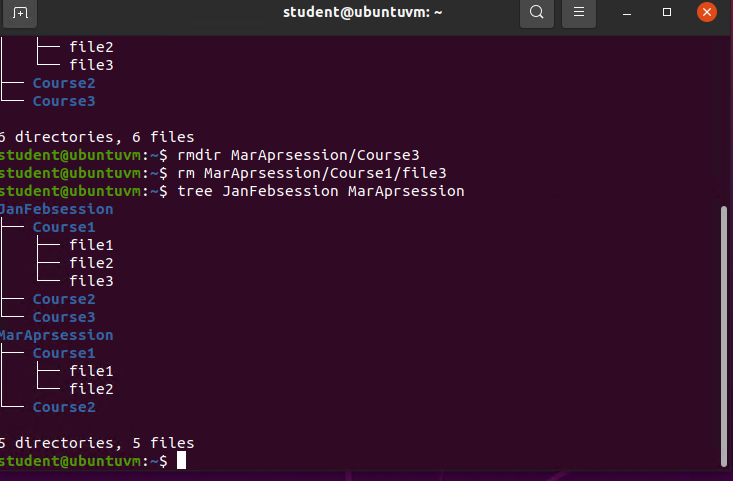 student@ubuntuvm: ~
│   ├── file2
│   └── file3
├── Course2
└── Course3

6 directories, 6 files
student@ubuntuvm:~$ rmdir MarAprsession/Course3
student@ubuntuvm:~$ rm MarAprsession/Course1/file3
student@ubuntuvm:~$ tree JanFebsession MarAprsession
JanFebsession
├── Course1
│   ├── file1
│   ├── file2
│   └── file3
├── Course2
└── Course3
MarAprsession
├── Course1
│   ├── file1
│   └── file2
└── Course2

5 directories, 5 files
student@ubuntuvm:~$